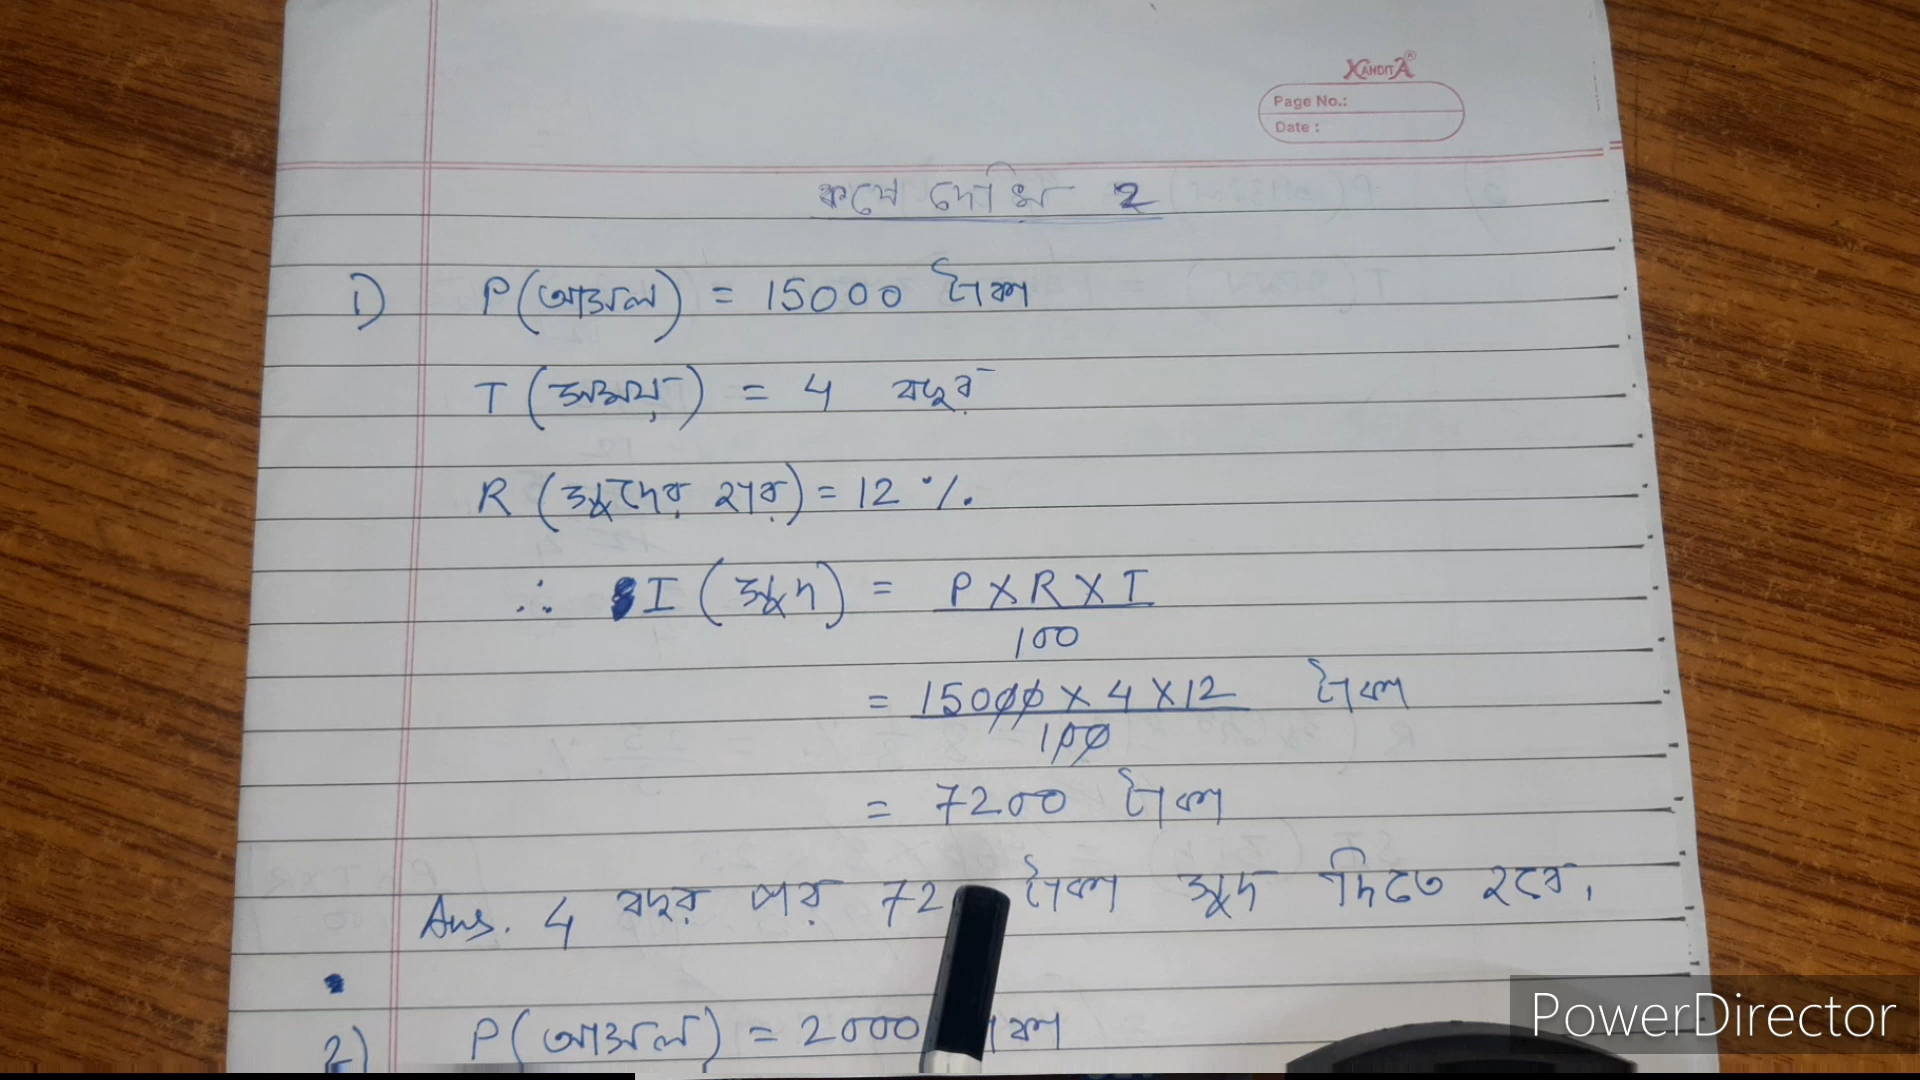 XANDITA®
Page No.:
Date :
কষে দেখি 2
1) P(আসল) = 15000 টাকা
T (সময়) = 4 বছর
R (সুদের হার) = 12 %.
∴ I (সুদ) = P X R X T
100
= 15000 x 4 X 12 টাকা
100
= 7200 টাকা
Ans. 4 বছর পর 72 টাকা সুদ দিতে হবে,
2) P(আসল) = 2000
PowerDirector